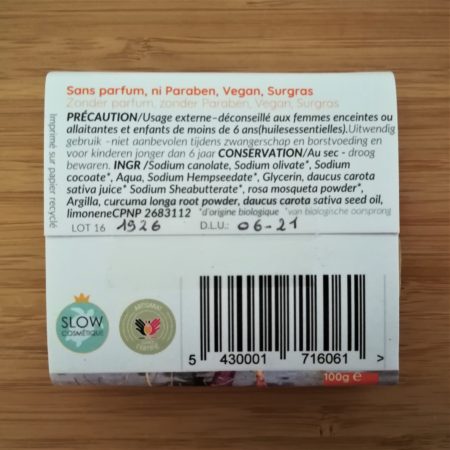 Sans parfum, ni Paraben, Vegan, Surgras
Zonder parfum, zonder Paraben, Vegan, Surgras
PRÉCAUTION/Usage externe-déconseillé aux femmes enceintes ou
allaitantes et enfants de moins de 6 ans(huilesessentielles).Uitwendig
gebruik -niet aanbevolen tijdens zwangerschap en borstvoeding en
voor kinderen jonger dan 6 jaar CONSERVATION/Au sec - droog
bewaren. INGR /Sodium canolate, Sodium olivate*, Sodium
cocoate*, Aqua, Sodium Hempseedate*, Glycerin, daucus carota
sativa juice* Sodium Sheabutterate*, rosa mosqueta powder*,
Argilla, curcuma longa root powder, daucus carota sativa seed oil,
limoneneCPNP 2683112 *d'origine biologique *van biologische oorsprong
LOT 16 1926 D.L.U.: 06-21
Imprimé sur papier recyclé
SLOW
COSMÉTIQUE
ARTISANAT
CERTIFIÉ
5 430001 716061 >
100g e